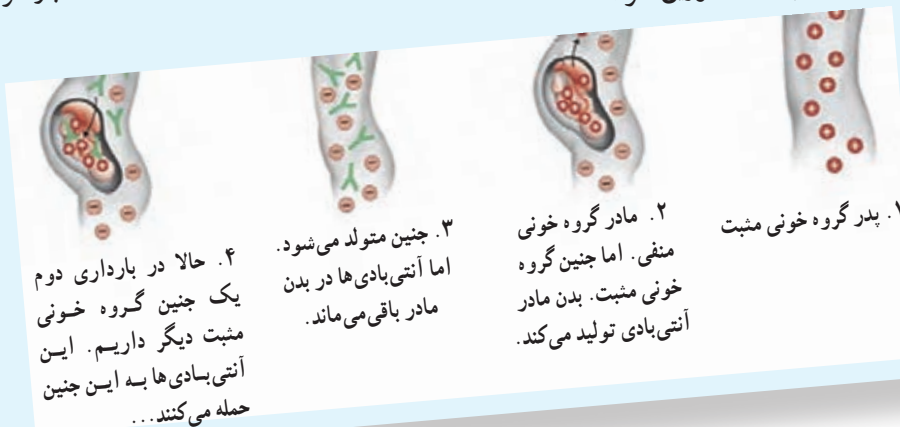 ۱. پدر گروه خونی مثبت
۲. مادر گروه خونی
منفی. اما جنین گروه
خونی مثبت. بدن مادر
آنتی‌بادی تولید می‌کند.
۳. جنین متولد می‌شود.
اما آنتی‌بادی‌ها در بدن
مادر باقی‌می‌ماند.
۴. حالا در بارداری دوم
یک جنین گروه خونی
مثبت دیگر داریم. این
آنتی‌بادی‌ها به این جنین
حمله می‌کنند...